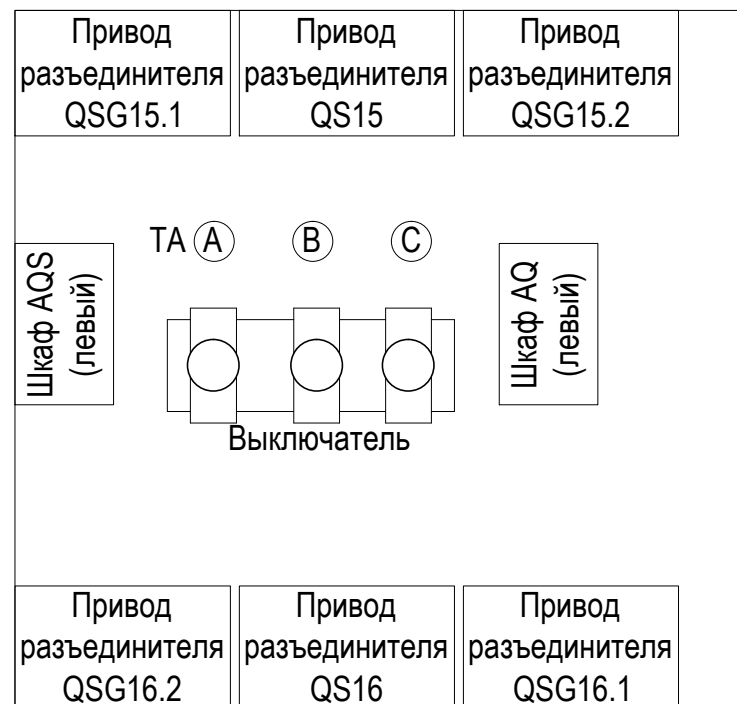 Привод
разъединителя
QSG15.1
Привод
разъединителя
QS15
Привод
разъединителя
QSG15.2
TA A B C
Шкаф AQS
(левый)
Шкаф AQ
(левый)
Выключатель
Привод
разъединителя
QSG16.2
Привод
разъединителя
QS16
Привод
разъединителя
QSG16.1